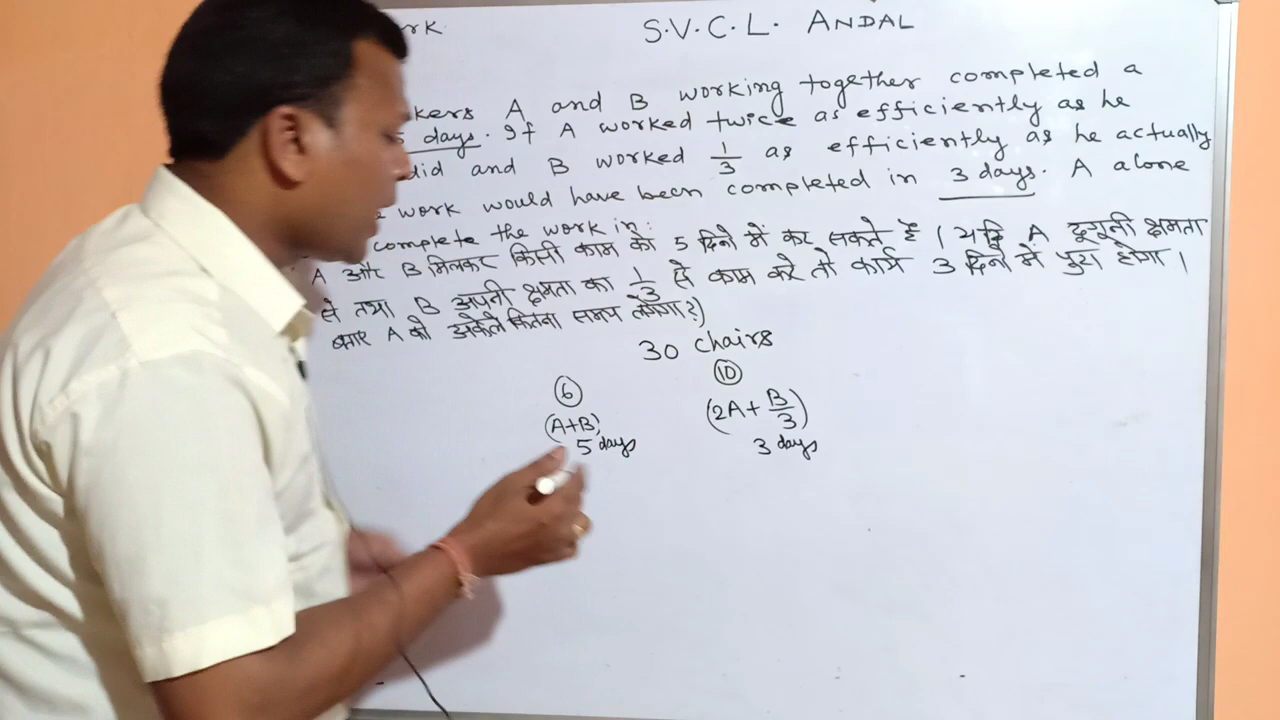 S.V.C.L. ANDAL
A and B working together completed a
5 days. If A worked twice as efficiently as he
did and B worked 1/3 as efficiently as he actually
work would have been completed in 3 days. A alone
complete the work in:
A और B मिलकर किसी काम को 5 दिनो में कर सकते हैं। यदि A दूगूनी क्षमता
से तथा B अपनी क्षमता का 1/3 से काम करे तो कार्य 3 दिनो में पुरा होगा।
A को अकेले कितना समय लगेगा?)
30 chairs
6
10
(A+B)
(2A+B/3)
5 days
3 days